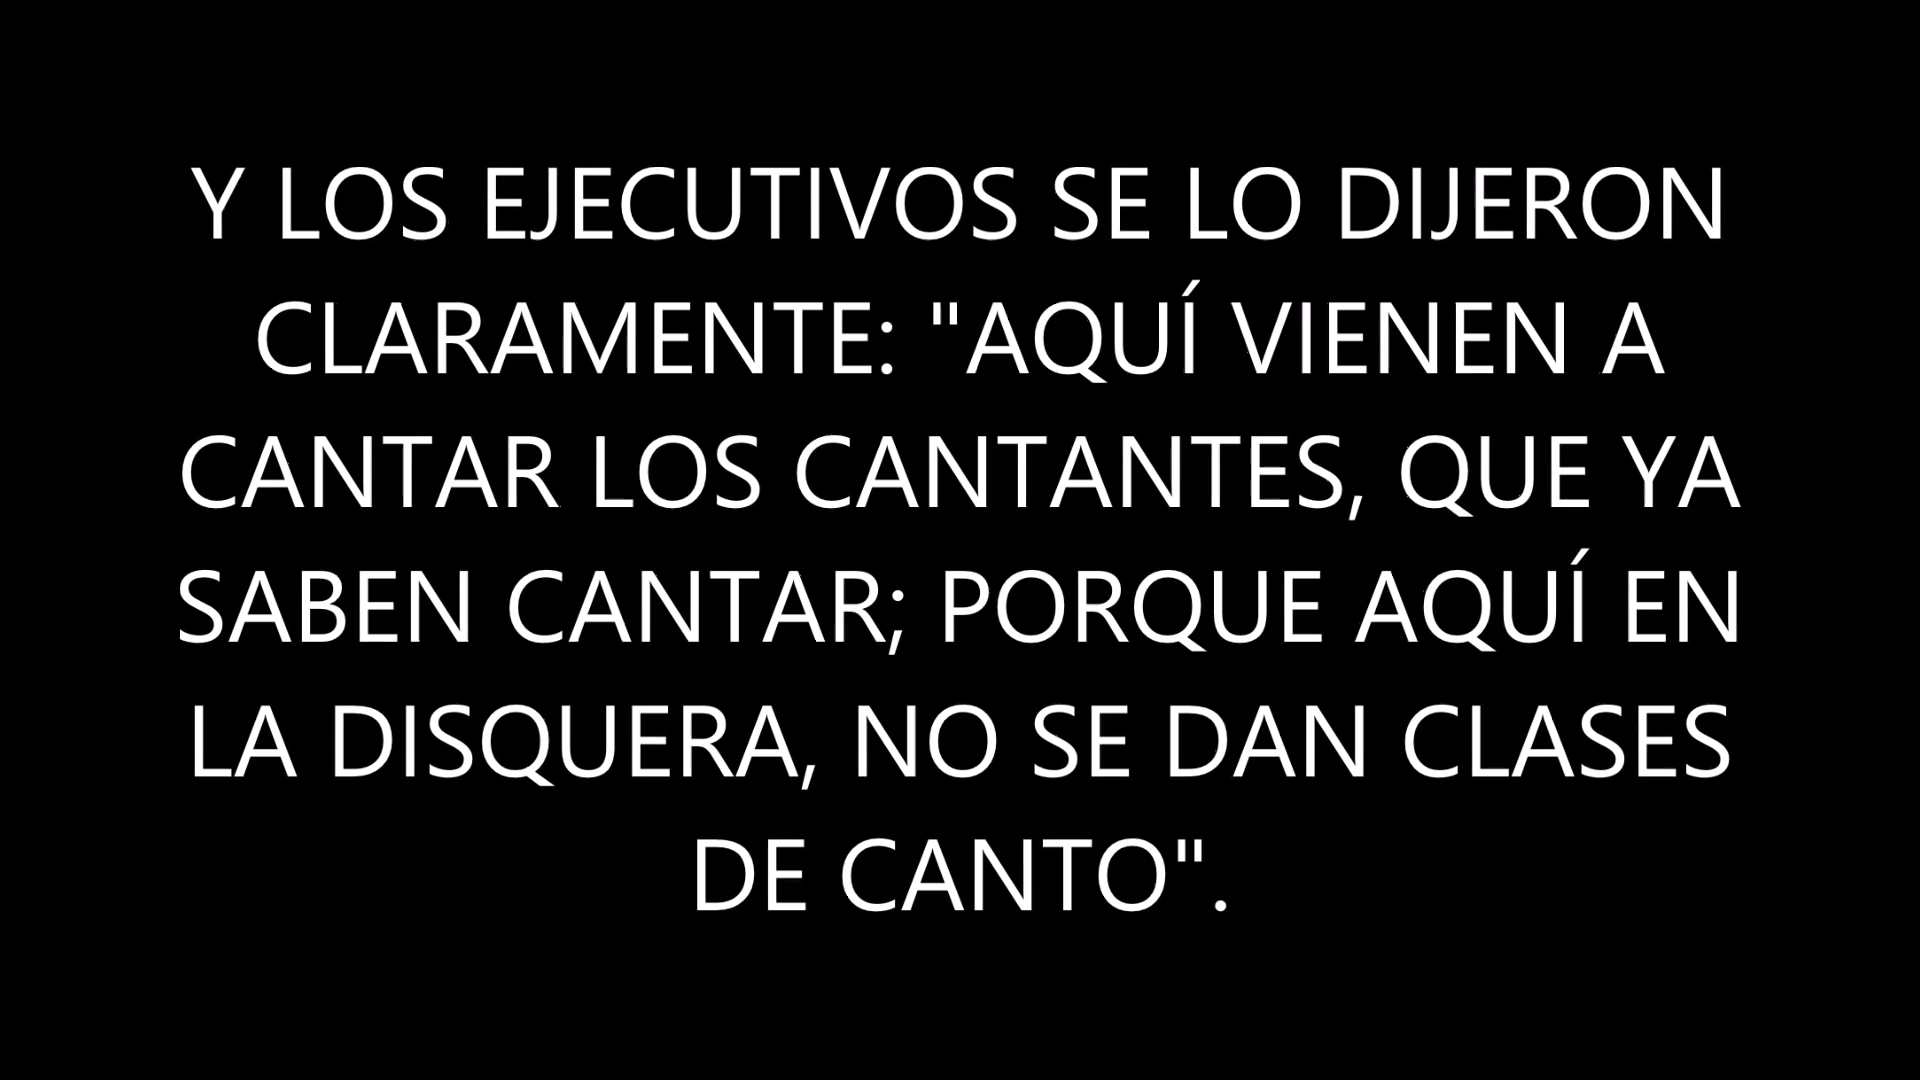 Y LOS EJECUTIVOS SE LO DIJERON
CLARAMENTE: "AQUÍ VIENEN A
CANTAR LOS CANTANTES, QUE YA
SABEN CANTAR; PORQUE AQUÍ EN
LA DISQUERA, NO SE DAN CLASES
DE CANTO".